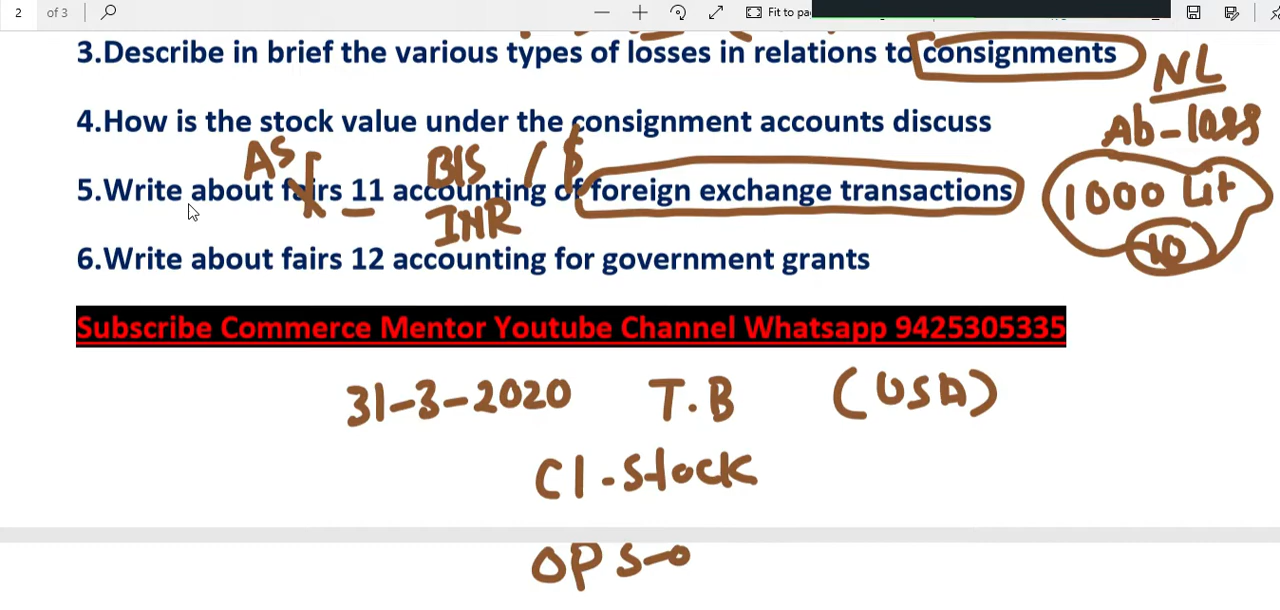 2 of 3 Fit to pa
3.Describe in brief the various types of losses in relations to consignments
NL
4.How is the stock value under the consignment accounts discuss
Ab-loss
AS BIS / $
5.Write about fairs 11 accounting of foreign exchange transactions
1000 Lit
INR
10
6.Write about fairs 12 accounting for government grants
Subscribe Commerce Mentor Youtube Channel Whatsapp 9425305335
31-3-2020 T.B (USA)
Cl.Stock
OPS